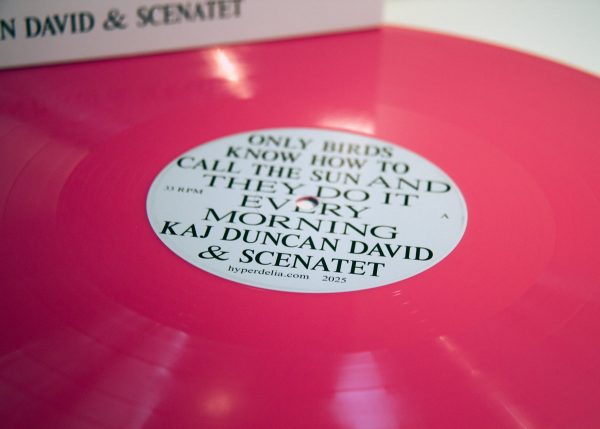 N DAVID & SCENATET
ONLY BIRDS
KNOW HOW TO
CALL THE SUN AND
THEY DO IT
33 RPM
EVERY
A
MORNING
KAJ DUNCAN DAVID
& SCENATET
hyperdelia.com 2025